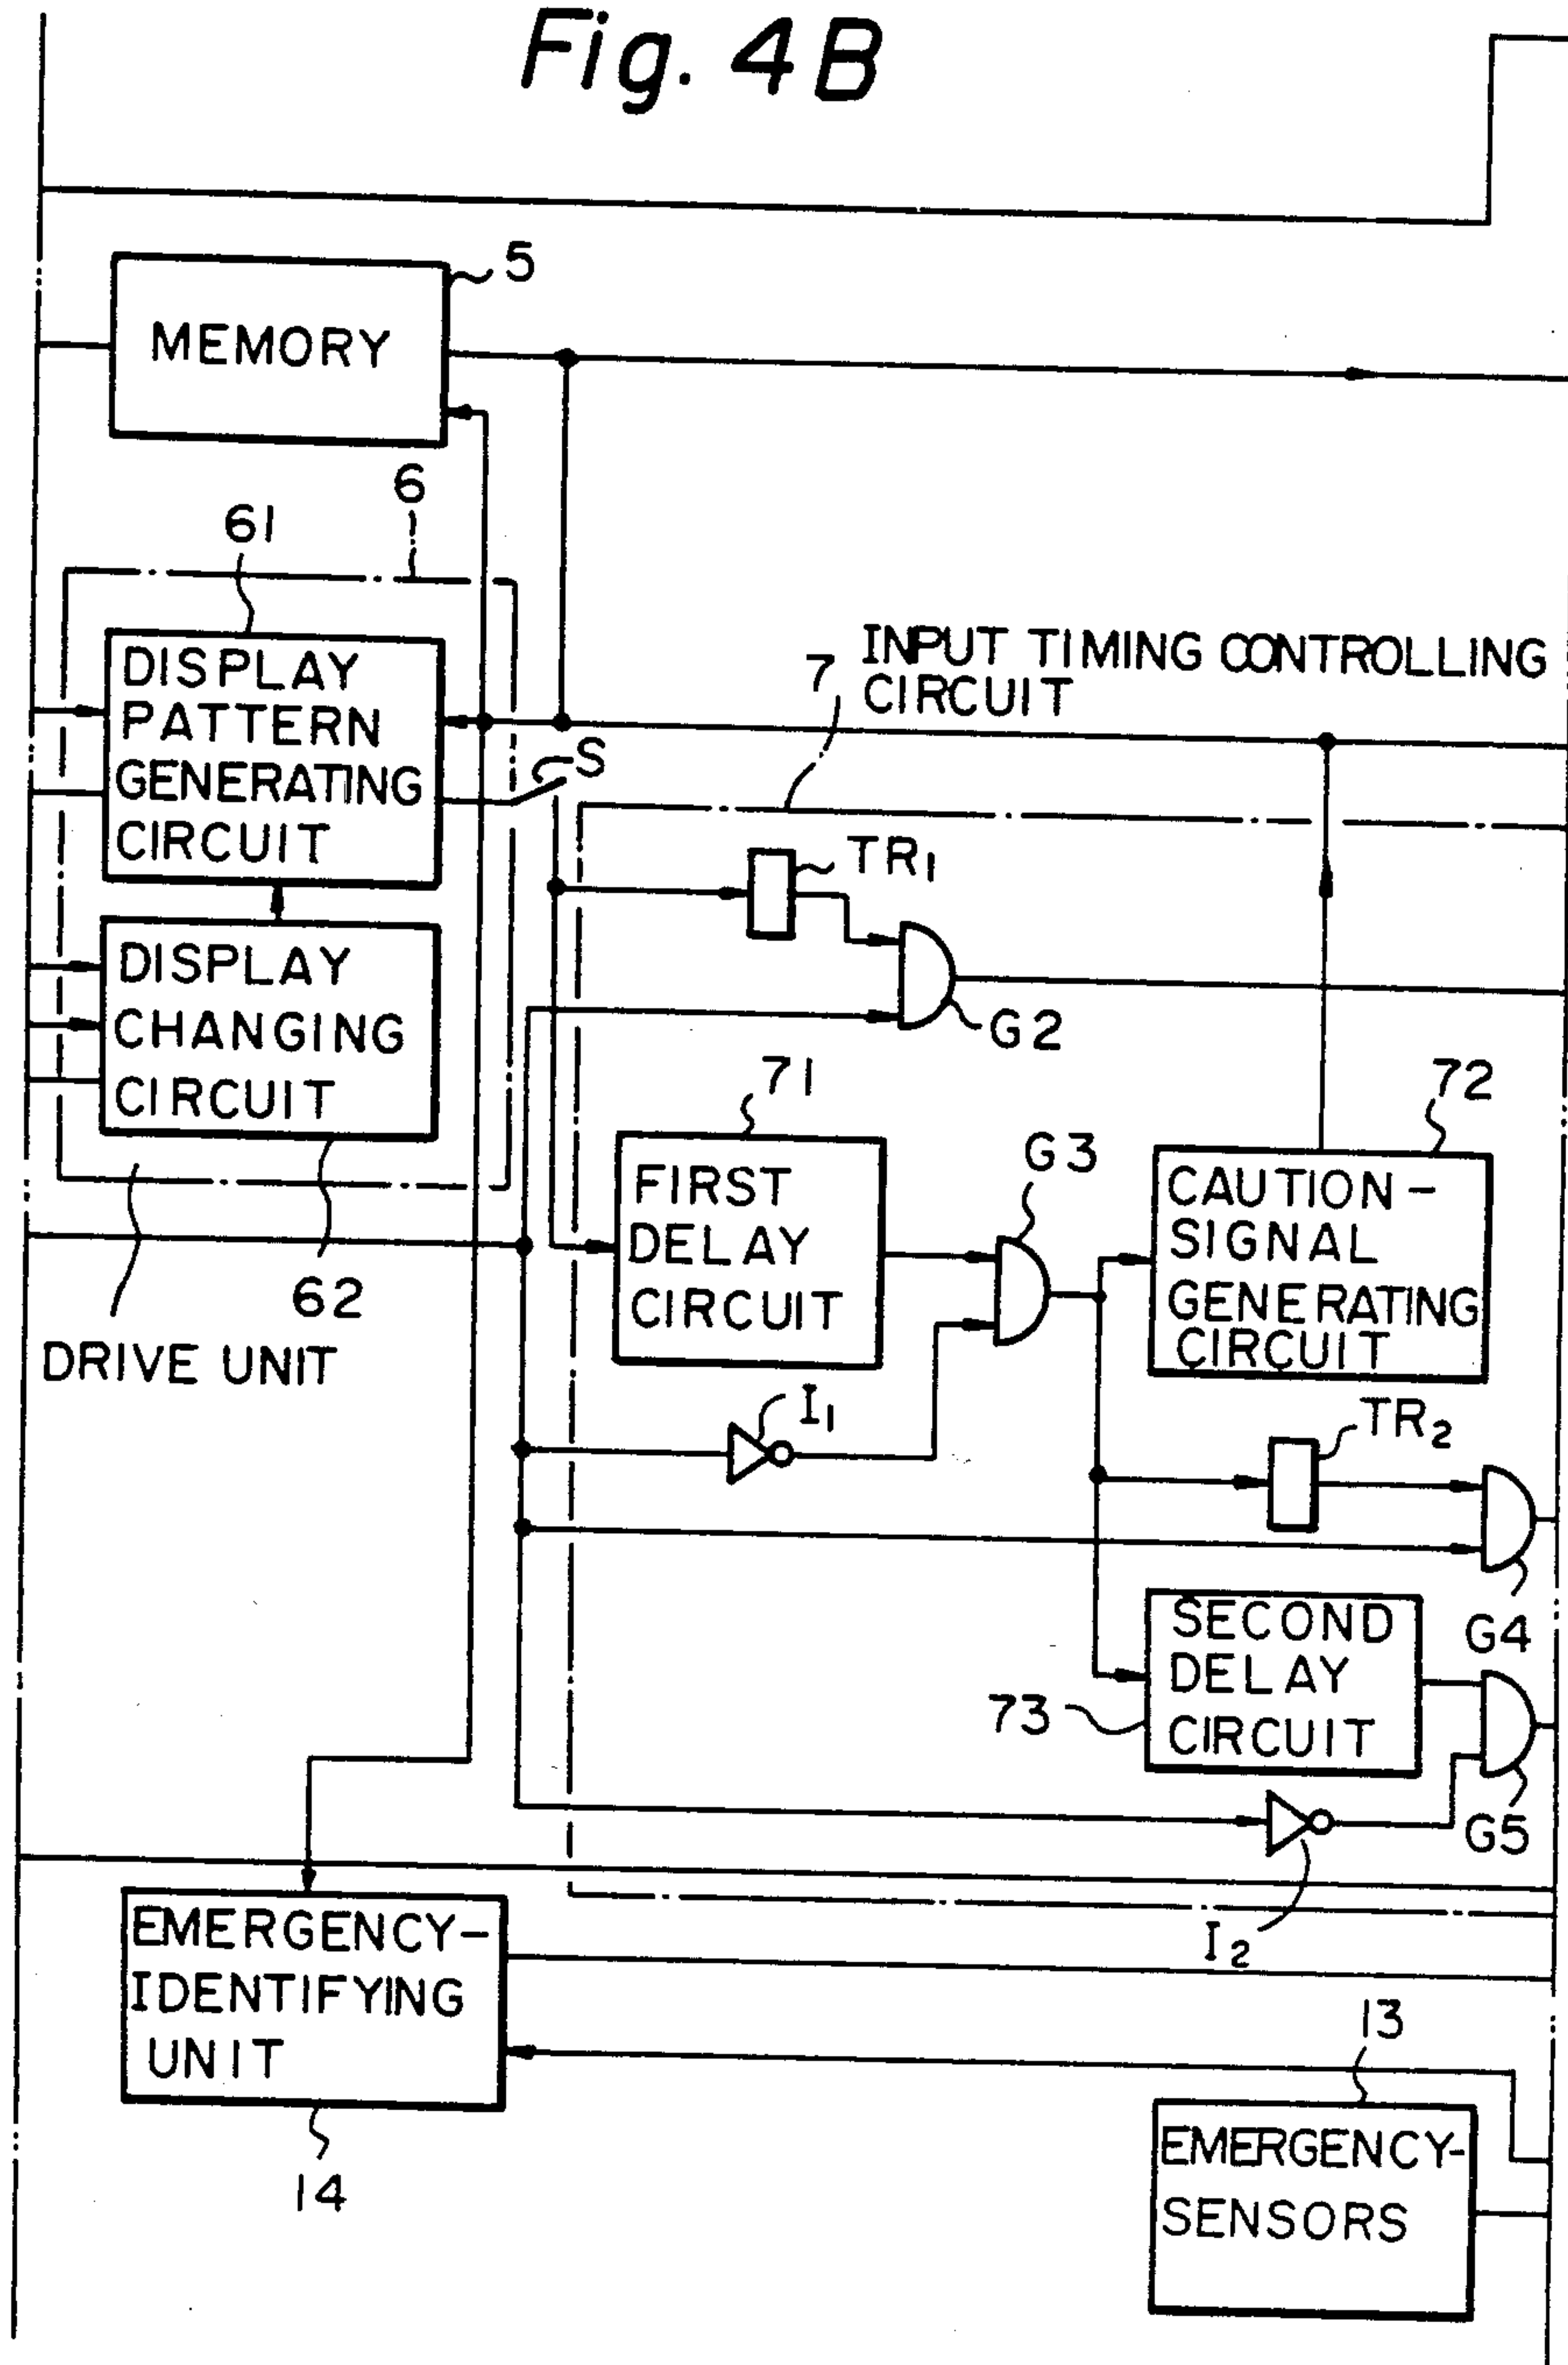 Fig. 4B
5
MEMORY
6
61
DISPLAY
PATTERN
GENERATING
CIRCUIT
S
7
INPUT TIMING CONTROLLING
CIRCUIT
TR1
G2
DISPLAY
CHANGING
CIRCUIT
62
DRIVE UNIT
71
FIRST
DELAY
CIRCUIT
G3
72
CAUTION-
SIGNAL
GENERATING
CIRCUIT
I1
TR2
G4
SECOND
DELAY
CIRCUIT
73
G5
I2
EMERGENCY-
IDENTIFYING
UNIT
14
13
EMERGENCY-
SENSORS